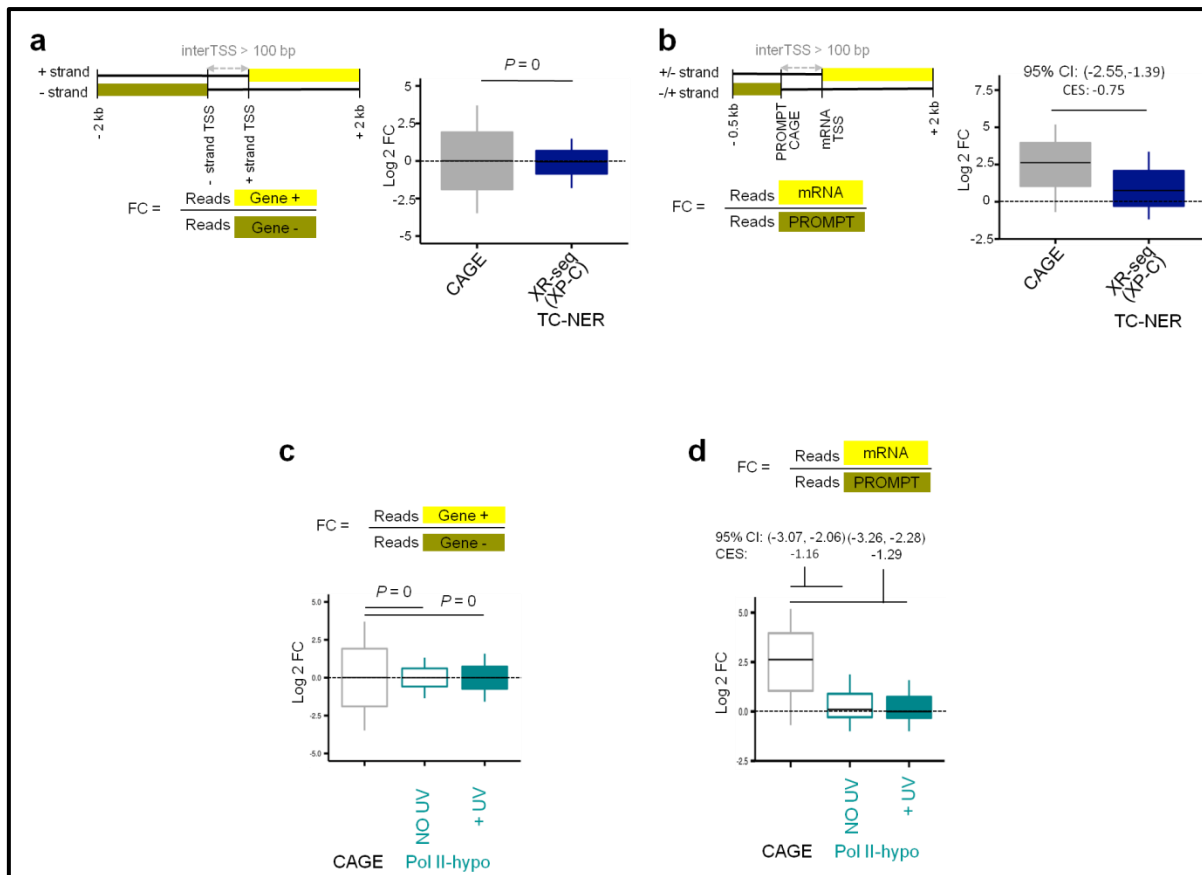 a
interTSS > 100 bp
+ strand
- strand
- 2 kb
- strand TSS
+ strand TSS
+ 2 kb
FC =
Reads Gene +
Reads Gene -
P = 0
Log 2 FC
5
2.5
0
-2.5
-5
CAGE
XR-seq
(XP-C)
TC-NER
b
interTSS > 100 bp
+/- strand
-/+ strand
- 0.5 kb
PROMPT
CAGE
mRNA
TSS
+ 2 kb
FC =
Reads mRNA
Reads PROMPT
95% CI: (-2.55,-1.39)
CES: -0.75
Log 2 FC
7.5
5.0
2.5
0
-2.5
CAGE
XR-seq
(XP-C)
TC-NER
c
FC =
Reads Gene +
Reads Gene -
P = 0
P = 0
Log 2 FC
5.0
2.5
0.0
-2.5
-5.0
NO UV
+ UV
CAGE
Pol II-hypo
d
FC =
Reads mRNA
Reads PROMPT
95% CI: (-3.07, -2.06) (-3.26, -2.28)
CES: -1.16 -1.29
Log 2 FC
5.0
2.5
0.0
-2.5
NO UV
+ UV
CAGE
Pol II-hypo